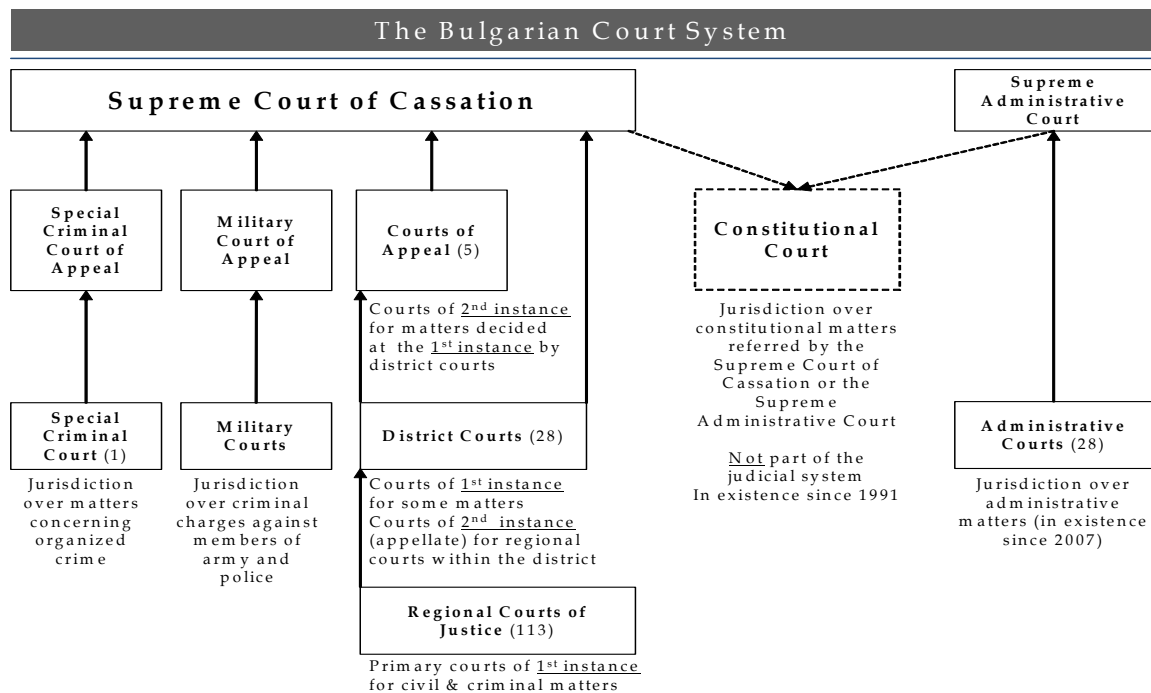 The Bulgarian Court System
Supreme Court of Cassation
Supreme
Administrative
Court
Special
Criminal
Court of
Appeal
Military
Court of
Appeal
Courts of
Appeal (5)
Constitutional
Court
Courts of 2nd instance
for matters decided
at the 1st instance by
district courts
Jurisdiction over
constitutional matters
referred by the
Supreme Court of
Cassation or the
Supreme
Administrative Court
Not part of the
judicial system
In existence since 1991
Special
Criminal
Court (1)
Military
Courts
District Courts (28)
Administrative
Courts (28)
Jurisdiction
over matters
concerning
organized
crime
Jurisdiction
over criminal
charges against
members of
army and
police
Courts of 1st instance
for some matters
Courts of 2nd instance
(appellate) for regional
courts within the district
Jurisdiction over
administrative
matters (in existence
since 2007)
Regional Courts of
Justice (113)
Primary courts of 1st instance
for civil & criminal matters